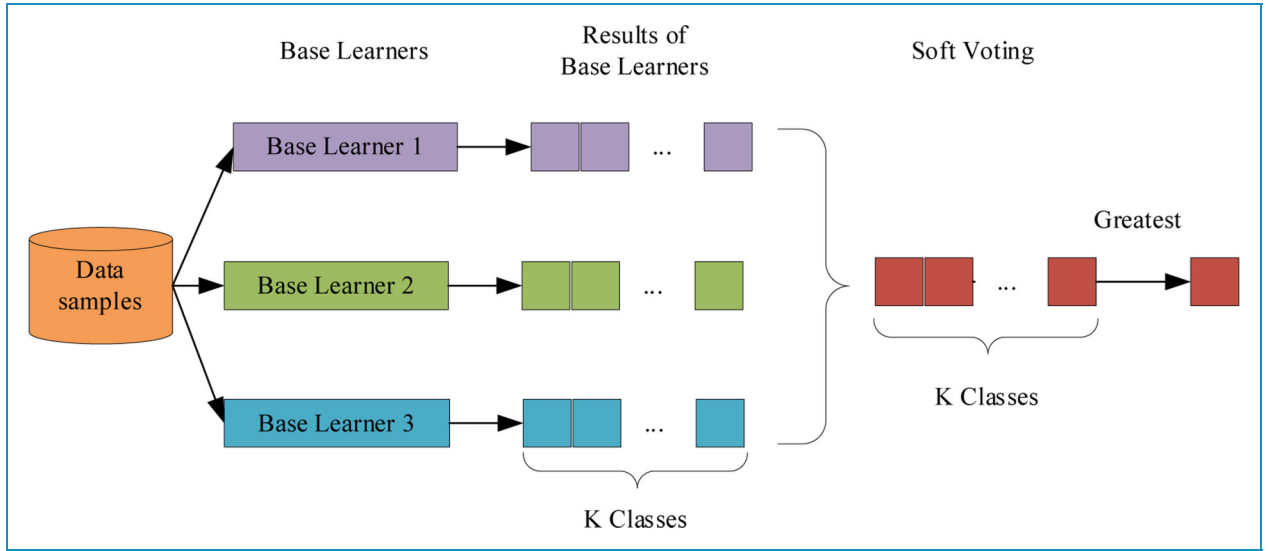 Base Learners
Results of
Base Learners
Soft Voting
Base Learner 1
...
Data
samples
Base Learner 2
...
Base Learner 3
...
K Classes
...
Greatest
K Classes